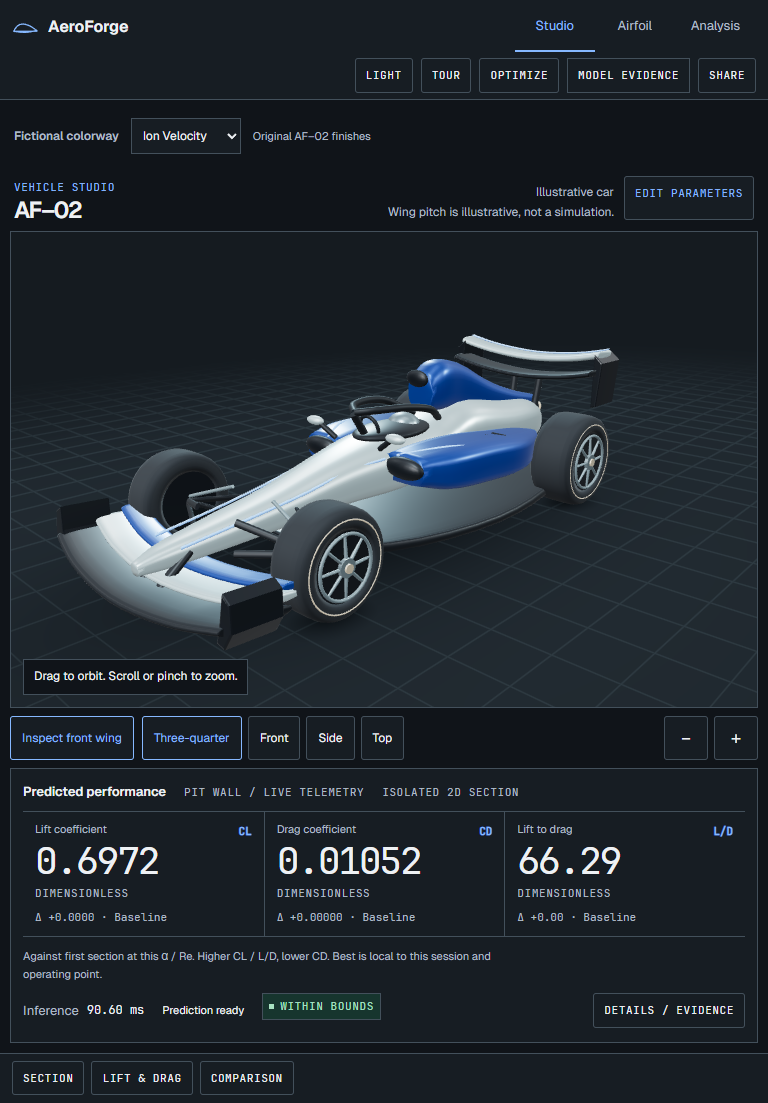 AeroForge
Studio
Airfoil
Analysis
LIGHT
TOUR
OPTIMIZE
MODEL EVIDENCE
SHARE
Fictional colorway
Ion Velocity
Original AF–02 finishes
VEHICLE STUDIO
AF–02
Illustrative car
Wing pitch is illustrative, not a simulation.
EDIT PARAMETERS
Drag to orbit. Scroll or pinch to zoom.
Inspect front wing
Three-quarter
Front
Side
Top
−
+
Predicted performance
PIT WALL / LIVE TELEMETRY
ISOLATED 2D SECTION
Lift coefficient
CL
0.6972
DIMENSIONLESS
Δ +0.0000 · Baseline
Drag coefficient
CD
0.01052
DIMENSIONLESS
Δ +0.00000 · Baseline
Lift to drag
L/D
66.29
DIMENSIONLESS
Δ +0.00 · Baseline
Against first section at this α / Re. Higher CL / L/D, lower CD. Best is local to this session and
operating point.
Inference 90.60 ms
Prediction ready
WITHIN BOUNDS
DETAILS / EVIDENCE
SECTION
LIFT & DRAG
COMPARISON